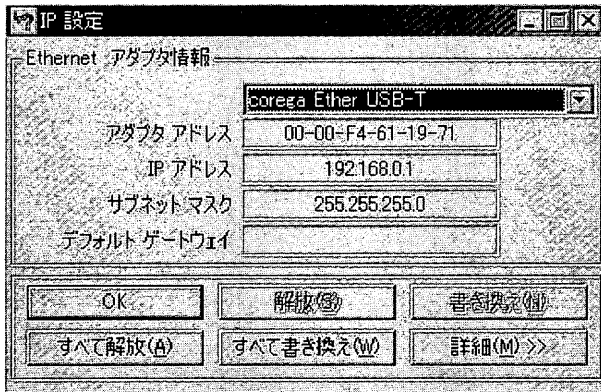 IP 設定
Ethernet アダプタ情報
corega Ether USB-T
アダプタ アドレス 00-00-F4-61-19-71
IP アドレス 192.168.0.1
サブネット マスク 255.255.255.0
デフォルト ゲートウェイ
OK 解放(S) 書き換え(N)
すべて解放(A) すべて書き換え(W) 詳細(M) >>